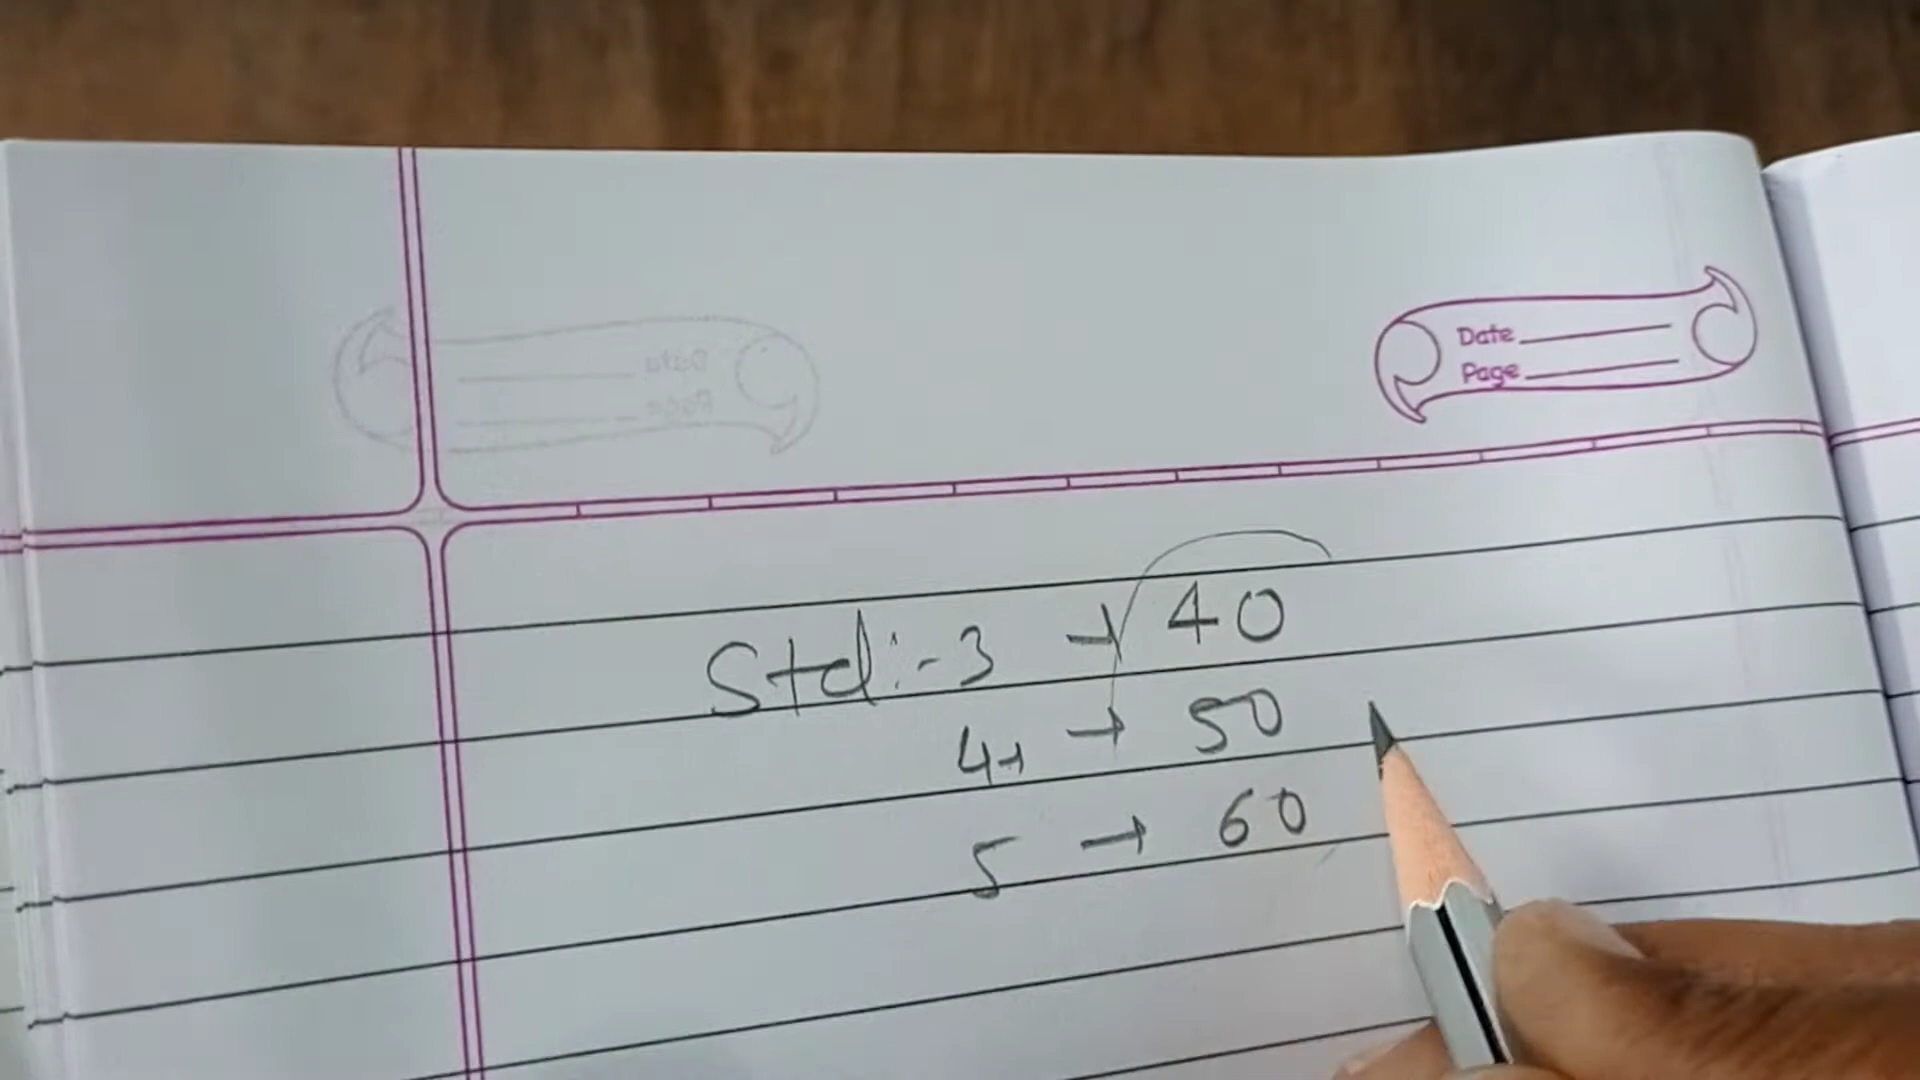 Date
Page
Std:-3 → 40
4 → 50
5 → 60